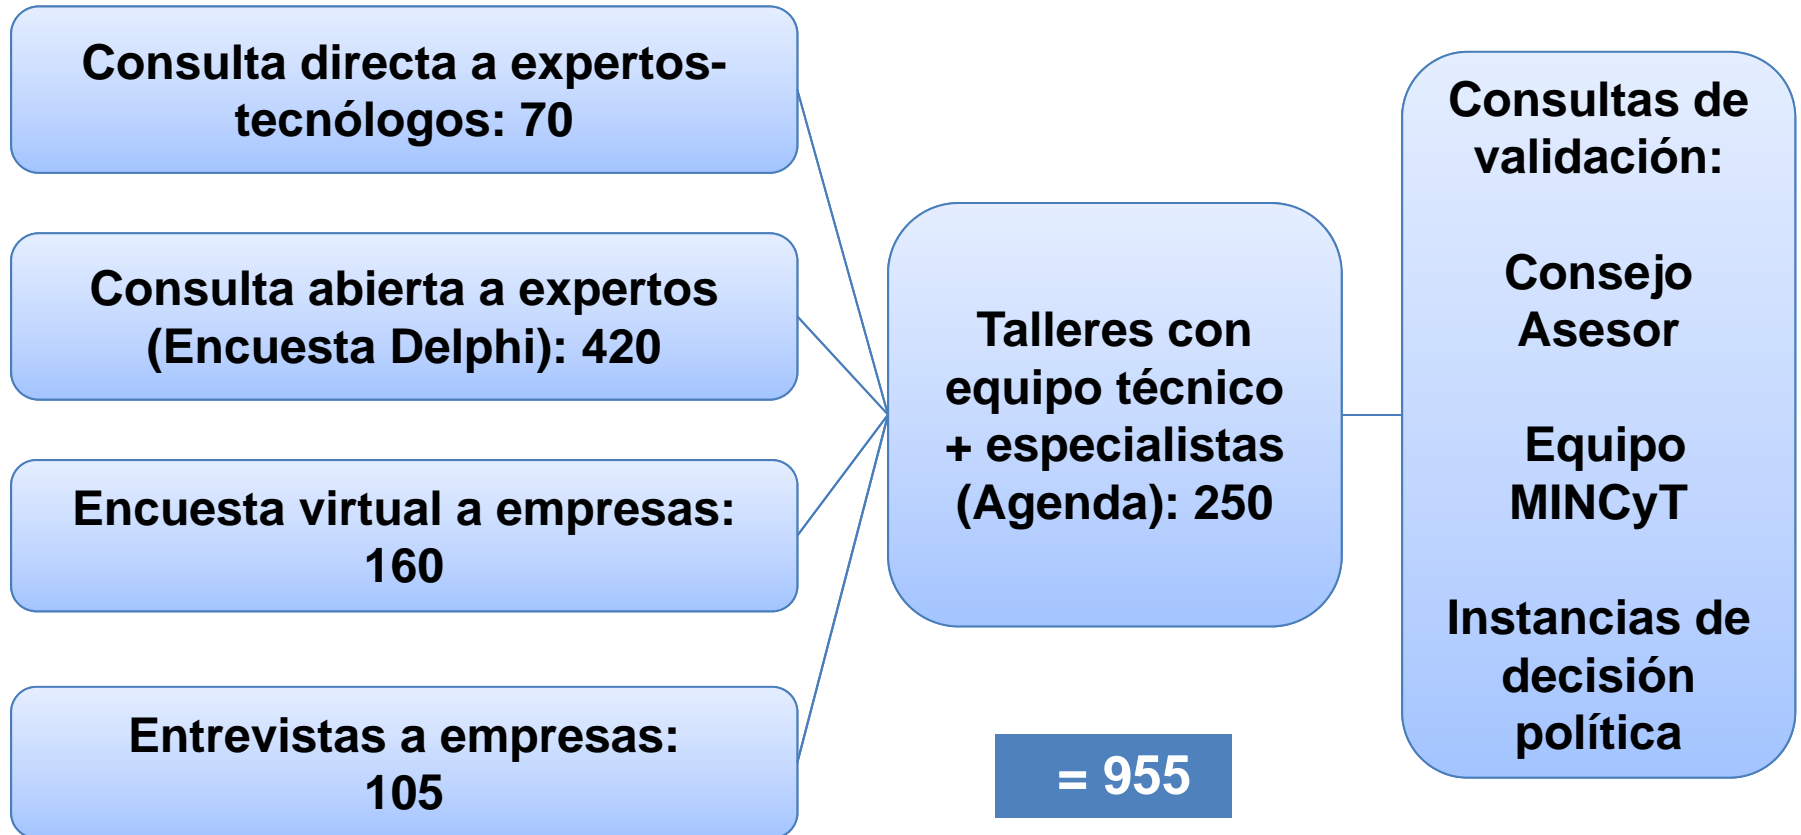 Consulta directa a expertos-
tecnólogos: 70
Consulta abierta a expertos
(Encuesta Delphi): 420
Encuesta virtual a empresas:
160
Entrevistas a empresas:
105
Talleres con
equipo técnico
+ especialistas
(Agenda): 250
= 955
Consultas de
validación:
Consejo
Asesor
Equipo
MINCyT
Instancias de
decisión
política